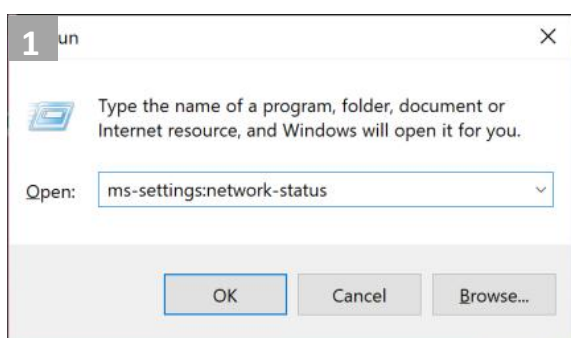 1 un
Type the name of a program, folder, document or
Internet resource, and Windows will open it for you.
Open: ms-settings:network-status
OK Cancel Browse...